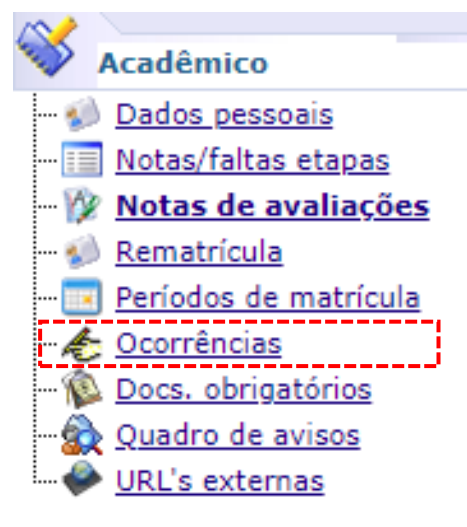 Acadêmico
Dados pessoais
Notas/faltas etapas
Notas de avaliações
Rematrícula
Períodos de matrícula
Ocorrências
Docs. obrigatórios
Quadro de avisos
URL's externas